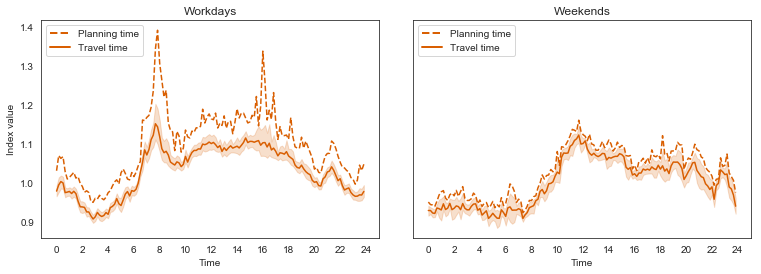 Workdays
Planning time
Travel time
Index value
1.4
1.3
1.2
1.1
1.0
0.9
0 2 4 6 8 10 12 14 16 18 20 22 24
Time
Weekends
Planning time
Travel time
0 2 4 6 8 10 12 14 16 18 20 22 24
Time